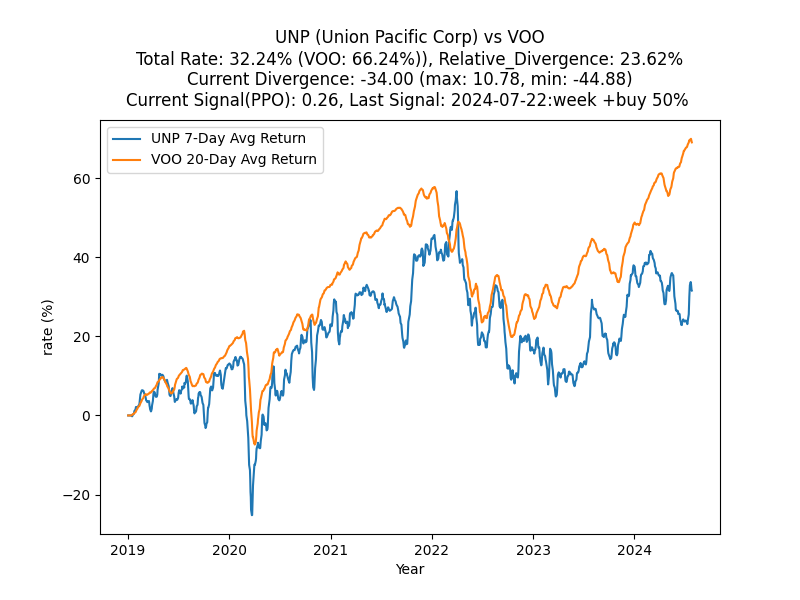 UNP (Union Pacific Corp) vs VOO
Total Rate: 32.24% (VOO: 66.24%)), Relative_Divergence: 23.62%
Current Divergence: -34.00 (max: 10.78, min: -44.88)
Current Signal(PPO): 0.26, Last Signal: 2024-07-22:week +buy 50%
UNP 7-Day Avg Return
VOO 20-Day Avg Return
rate (%)
60
40
20
0
−20
2019 2020 2021 2022 2023 2024
Year